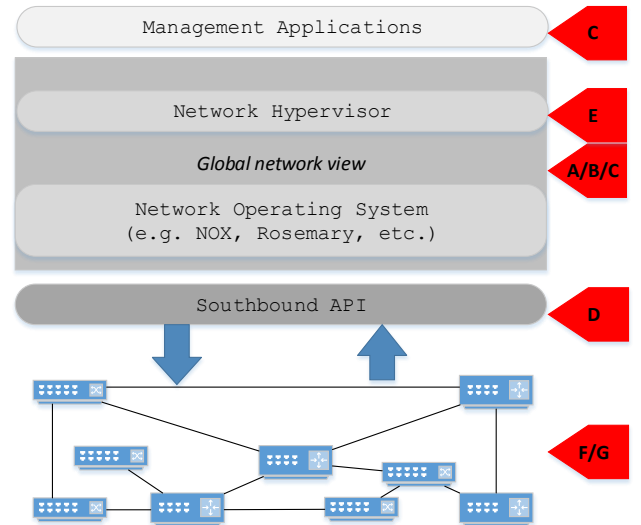 Management Applications
C
Network Hypervisor
E
Global network view
A/B/C
Network Operating System
(e.g. NOX, Rosemary, etc.)
Southbound API
D
F/G